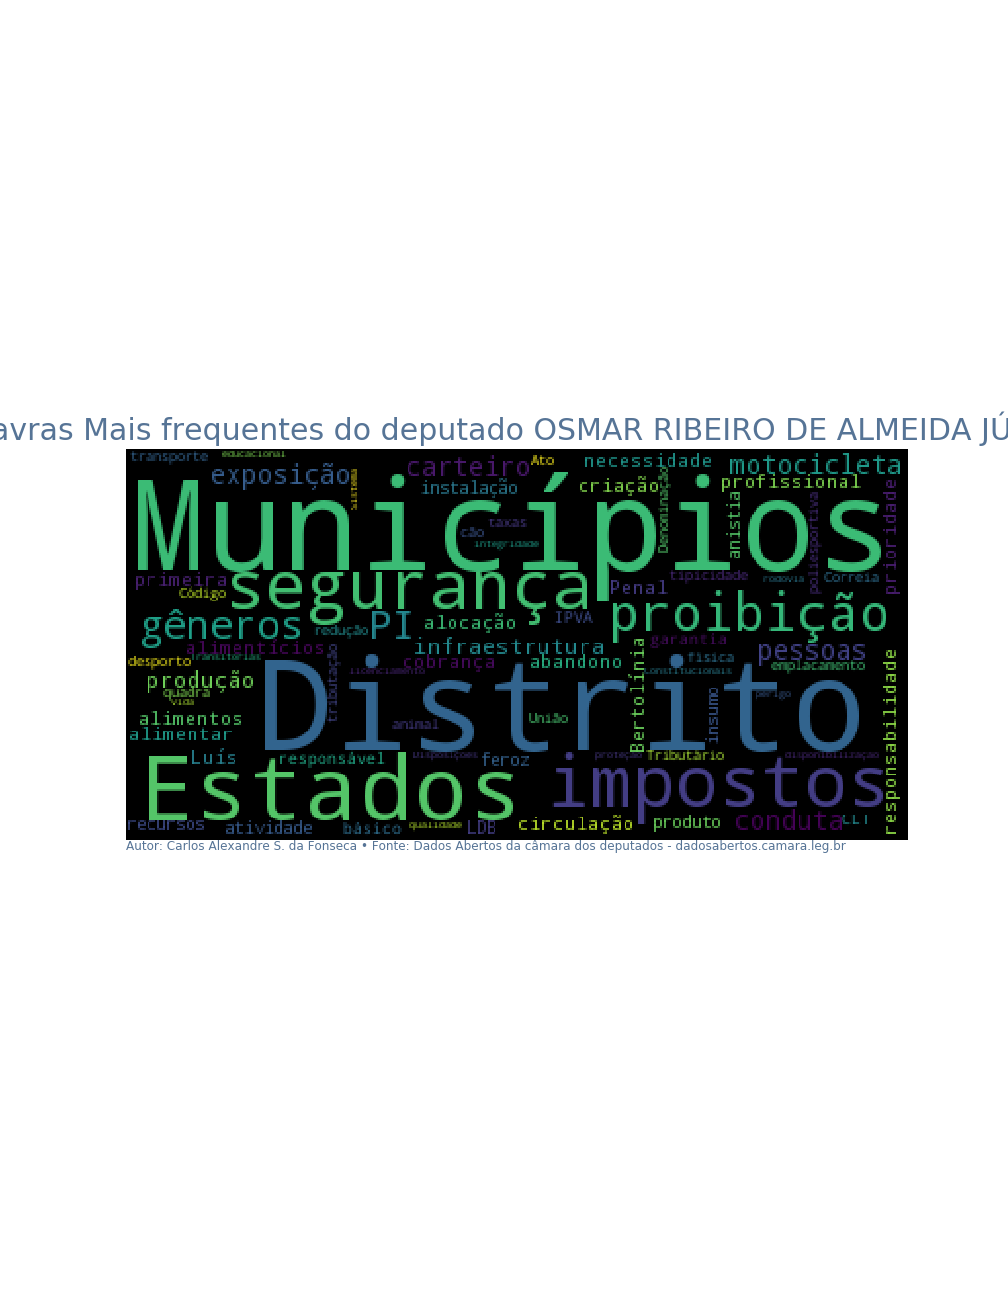 avras Mais frequentes do deputado OSMAR RIBEIRO DE ALMEIDA JÚ
transporte
educacional
exposição
sistema
carteiro
Ato
necessidade
motocicleta
instalação
criação
profissional
Denominação
anistia
prioridade
Municípios
taxas
cão
integridade
poliesportiva
primeira
Código
segurança
Penal
tipicidade
rodovia
Correia
gêneros
redução
PI
alocação
IPVA
proibição
alimentícios
infraestrutura
garantia
pessoas
desporto
Transitórias
tributação
licenciamento
cobrança
abandono
Bertolínia
física
Constitucionais
emplacamento
responsabilidade
produção
quadra
vida
Distrito
insumo
perigo
alimentos
alimentar
animal
União
Luís
responsável
Disposições
feroz
proteção
Tributário
disponibilização
Estados
impostos
recursos
atividade
básico
qualidade
LDB
circulação
produto
conduta
Autor: Carlos Alexandre S. da Fonseca • Fonte: Dados Abertos da câmara dos deputados - dadosabertos.camara.leg.br